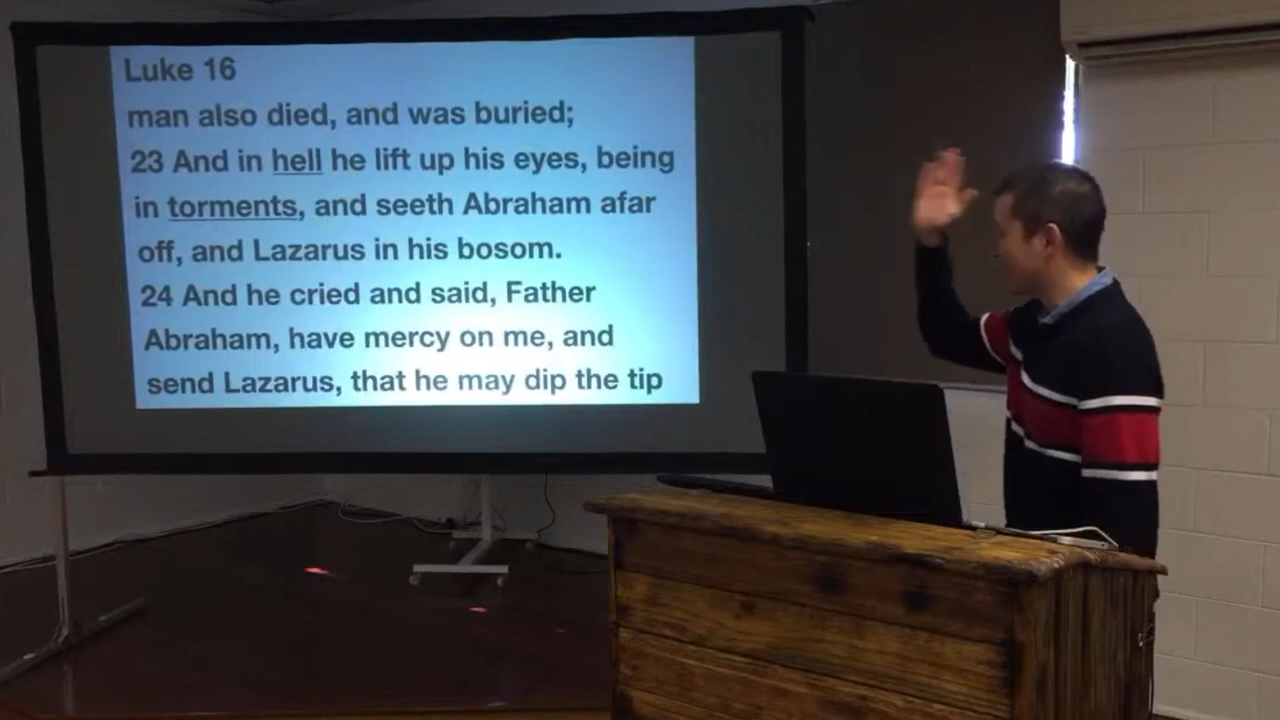 Luke 16
man also died, and was buried;
23 And in hell he lift up his eyes, being
in torments, and seeth Abraham afar
off, and Lazarus in his bosom.
24 And he cried and said, Father
Abraham, have mercy on me, and
send Lazarus, that he may dip the tip